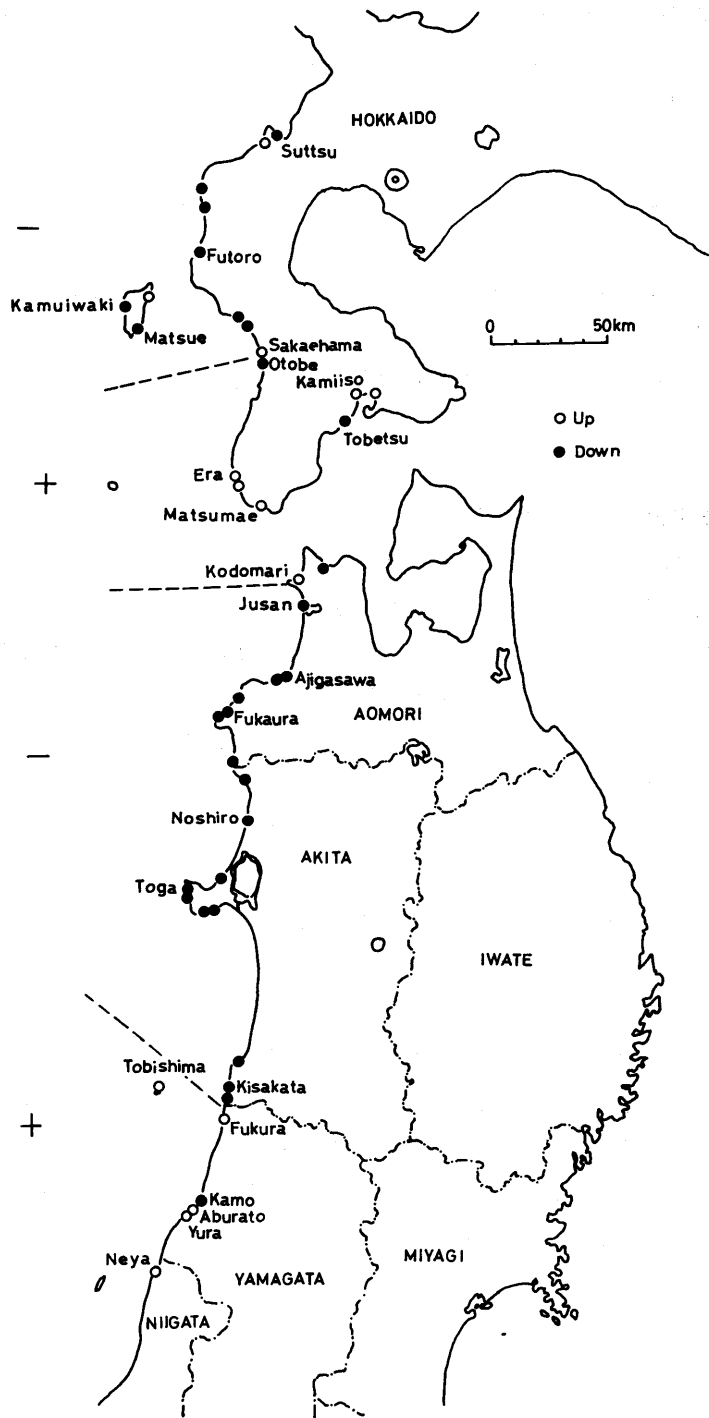 HOKKAIDO
Suttsu
−
Futoro
Kamuiwaki
Matsue
0 50km
Sakaehama
Otobe
Kamiiso
○ Up
Tobetsu
● Down
Era
+
Matsumae
Kodomari
Jusan
Ajigasawa
Fukaura
AOMORI
−
Noshiro
AKITA
Toga
IWATE
Tobishima
Kisakata
+
Fukura
Kamo
Aburato
Yura
Neya
MIYAGI
YAMAGATA
NIIGATA